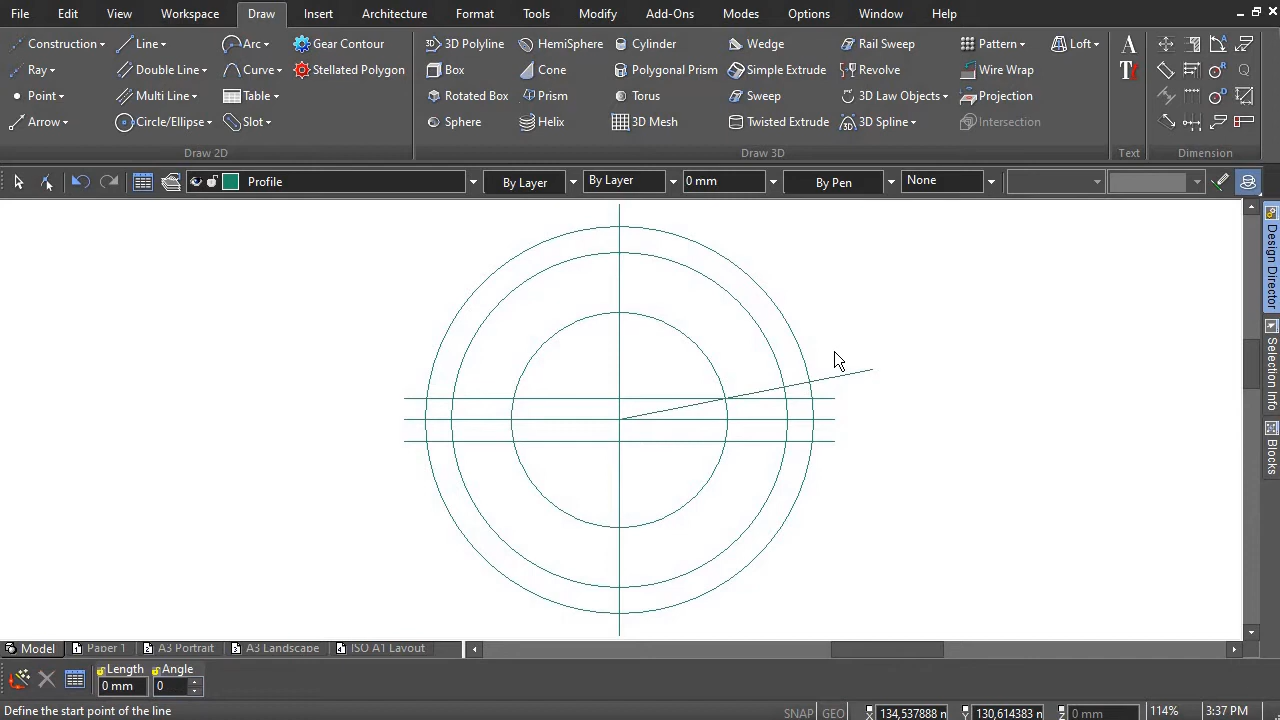 File Edit View Workspace Draw Insert Architecture Format Tools Modify Add-Ons Modes Options Window Help
Construction Line Arc Gear Contour 3D Polyline HemiSphere Cylinder Wedge Rail Sweep Pattern Loft
Ray Double Line Curve Stellated Polygon Box Cone Polygonal Prism Simple Extrude Revolve Wire Wrap
Point Multi Line Table Rotated Box Prism Torus Sweep 3D Law Objects Projection
Arrow Circle/Ellipse Slot Sphere Helix 3D Mesh Twisted Extrude 3D Spline Intersection
Draw 2D Draw 3D Text Dimension
Profile By Layer By Layer 0 mm By Pen None
Design Director
Selection Info
Blocks
Model Paper 1 A3 Portrait A3 Landscape ISO A1 Layout
Length Angle
0 mm 0
Define the start point of the line SNAP GEO X 134,537888 n Y 130,614383 n Z 0 mm 114% 3:37 PM